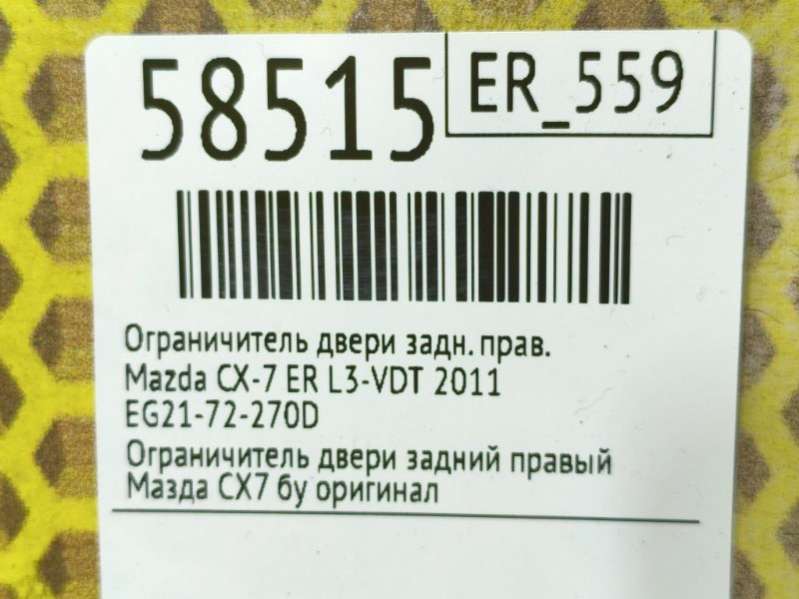 58515
ER_559
Ограничитель двери задн. прав.
Mazda CX-7 ER L3-VDT 2011
EG21-72-270D
Ограничитель двери задний правый
Мазда СХ7 бу оригинал